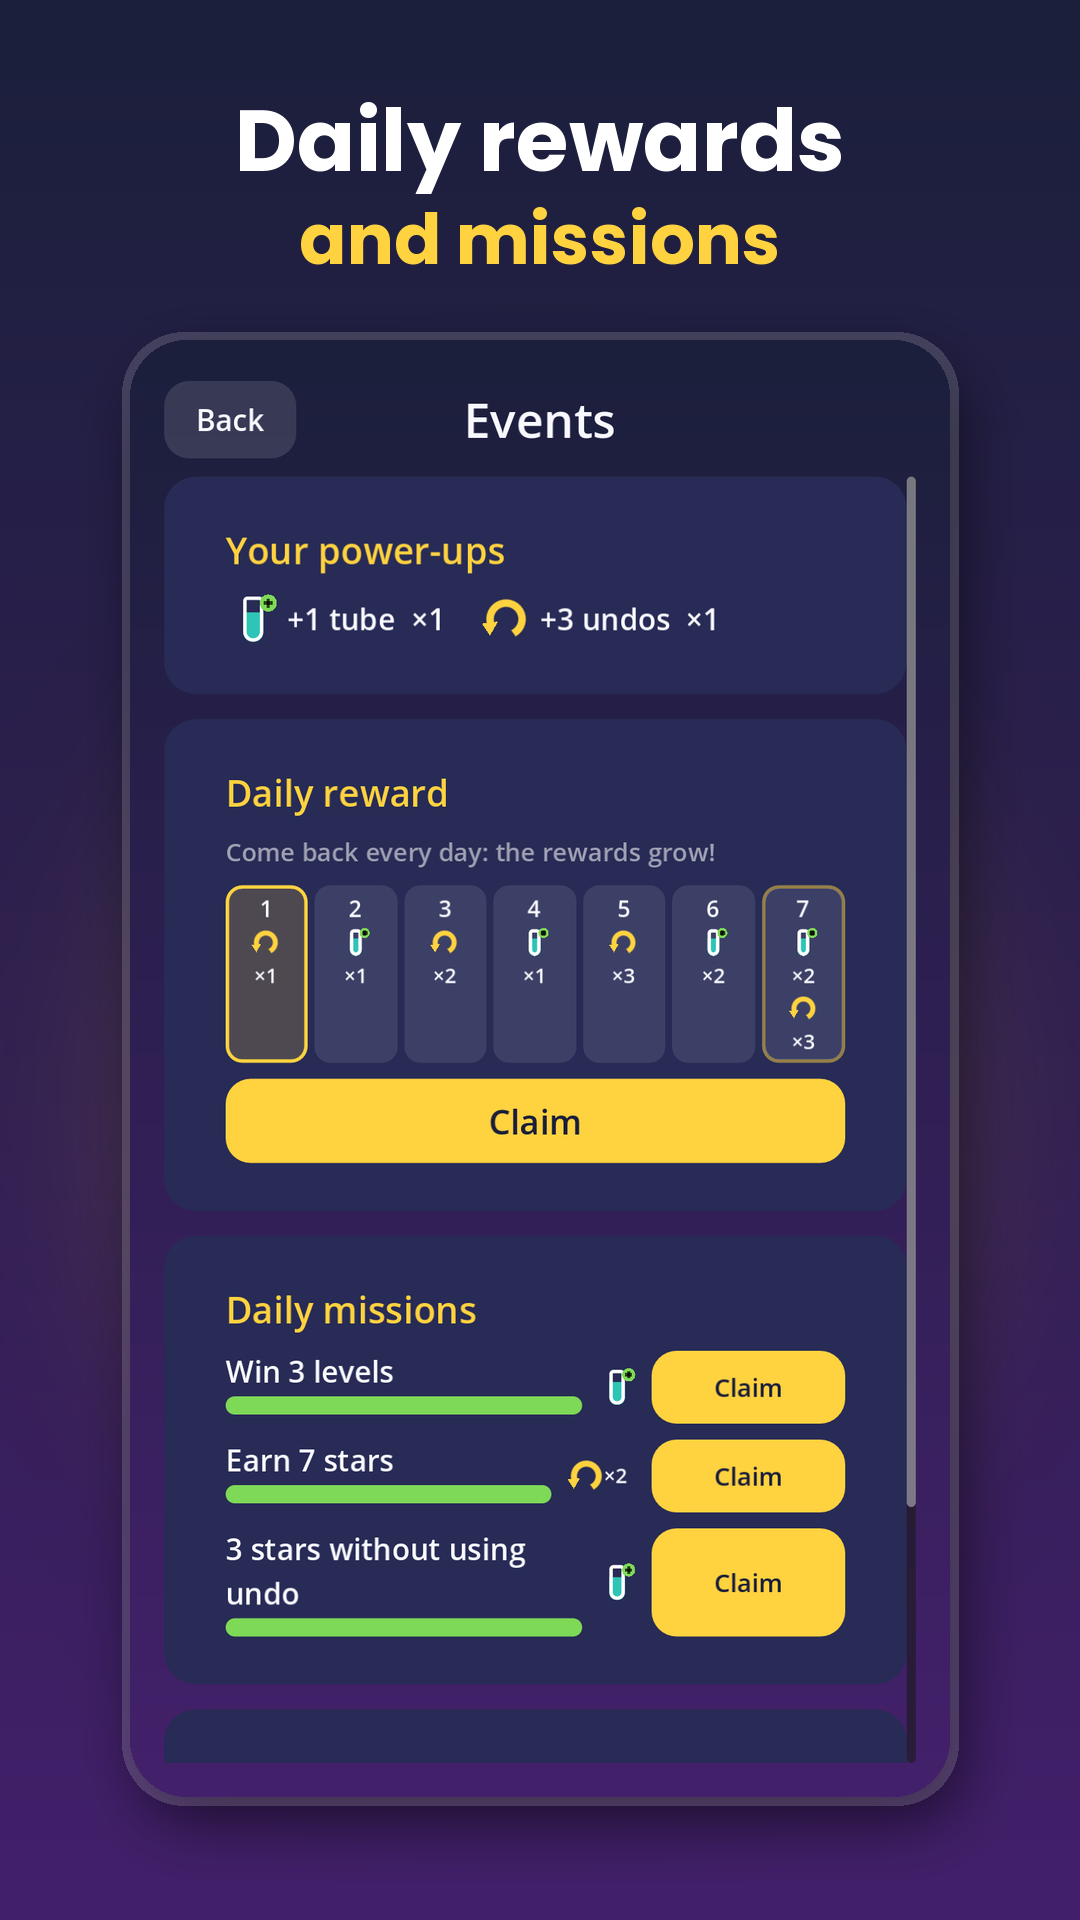 Daily rewards
and missions
Back
Events
Your power-ups
+1 tube ×1
+3 undos ×1
Daily reward
Come back every day: the rewards grow!
1
×1
2
×1
3
×2
4
×1
5
×3
6
×2
7
×2
×3
Claim
Daily missions
Win 3 levels
Claim
Earn 7 stars
×2
Claim
3 stars without using
undo
Claim